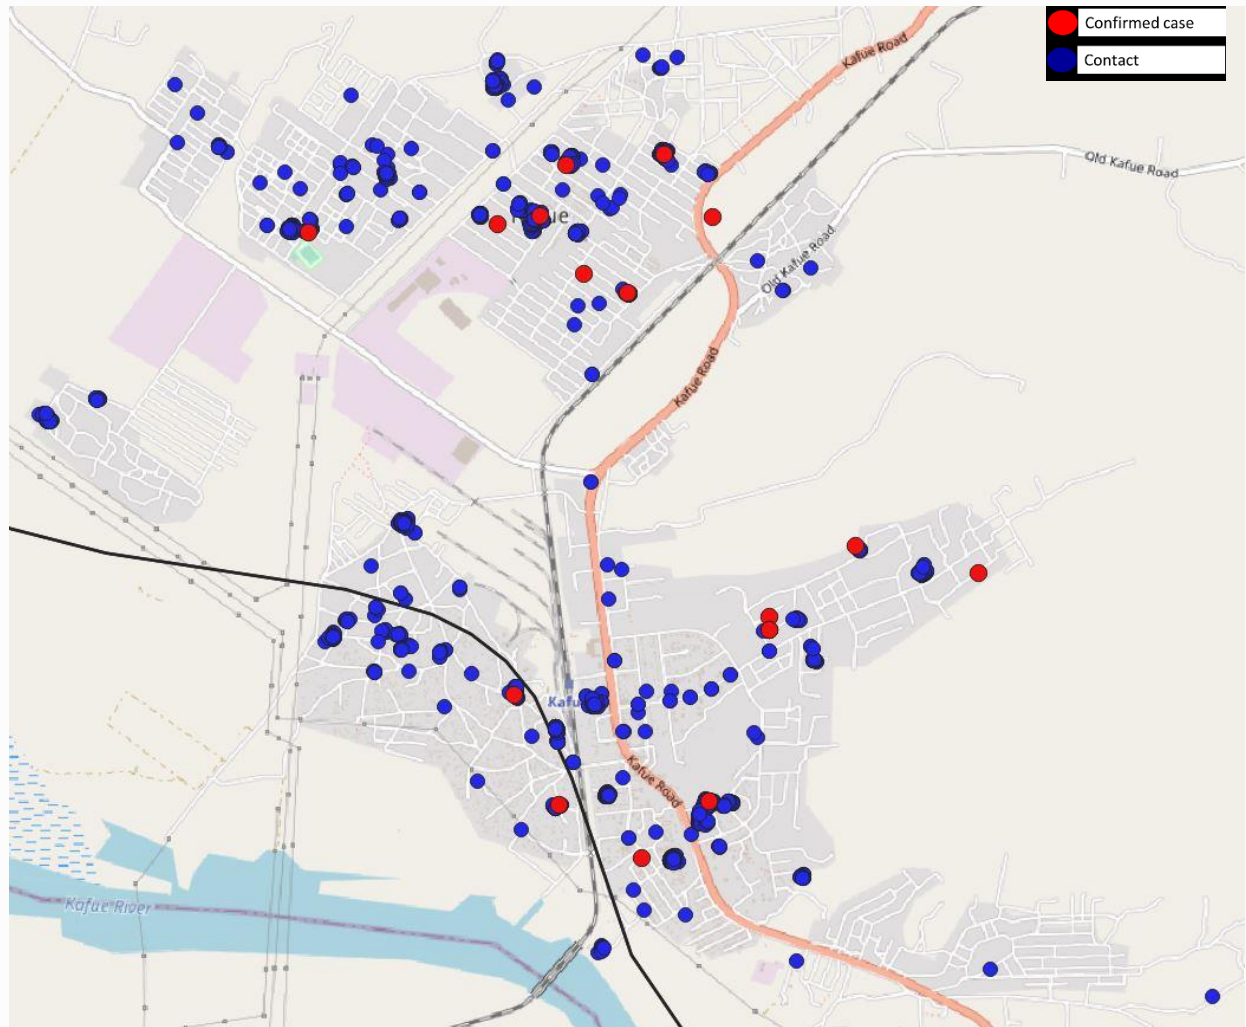 Confirmed case
Contact
Kafue Road
Old Kafue Road
Old Kafue Road
Kafue Road
Kafue Road
Kafue River